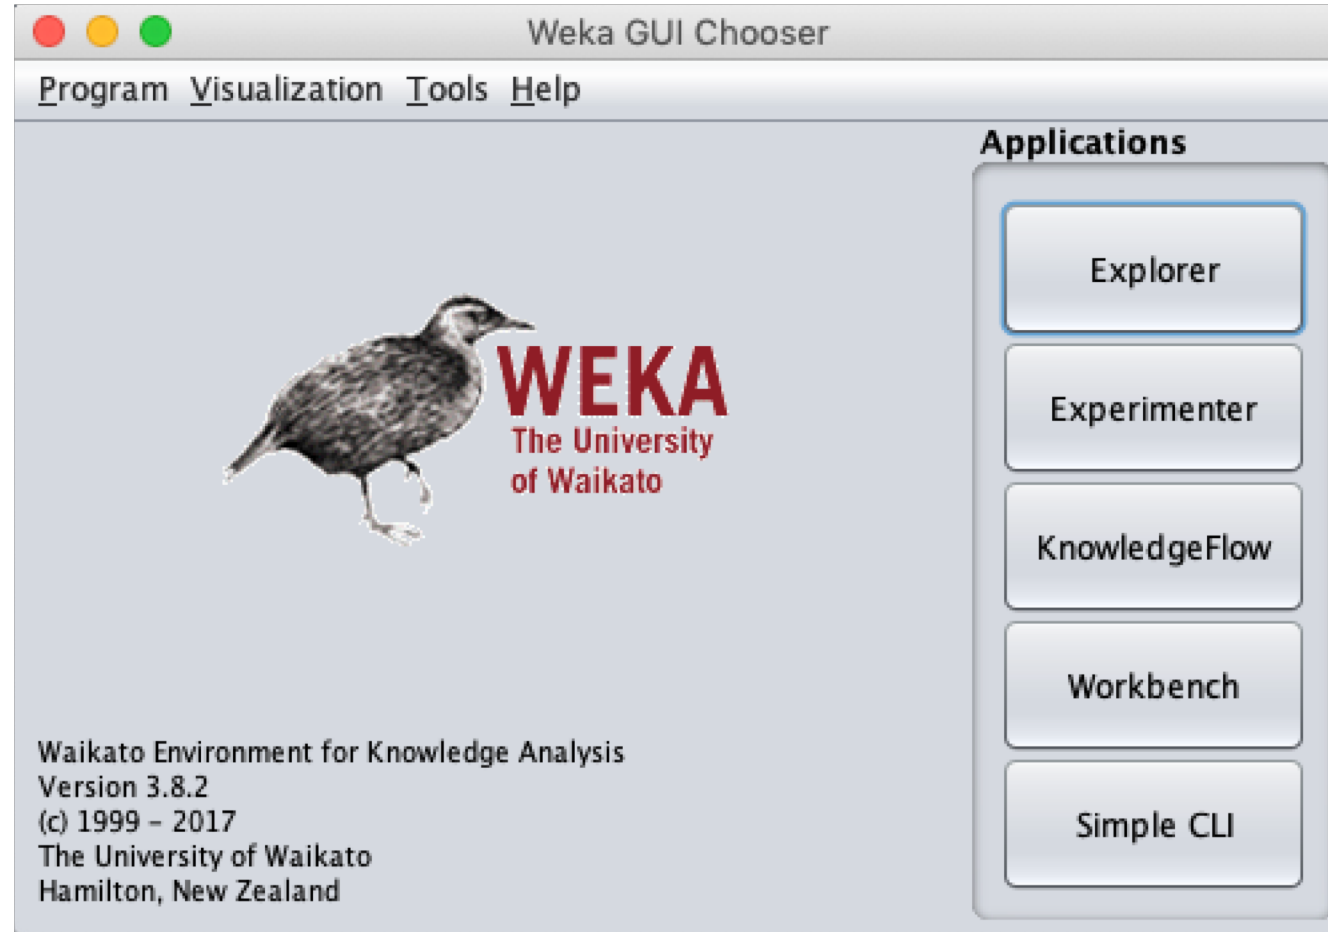 Weka GUI Chooser
Program Visualization Tools Help
Applications
Explorer
Experimenter
KnowledgeFlow
Workbench
Simple CLI
WEKA
The University
of Waikato
Waikato Environment for Knowledge Analysis
Version 3.8.2
(c) 1999 – 2017
The University of Waikato
Hamilton, New Zealand